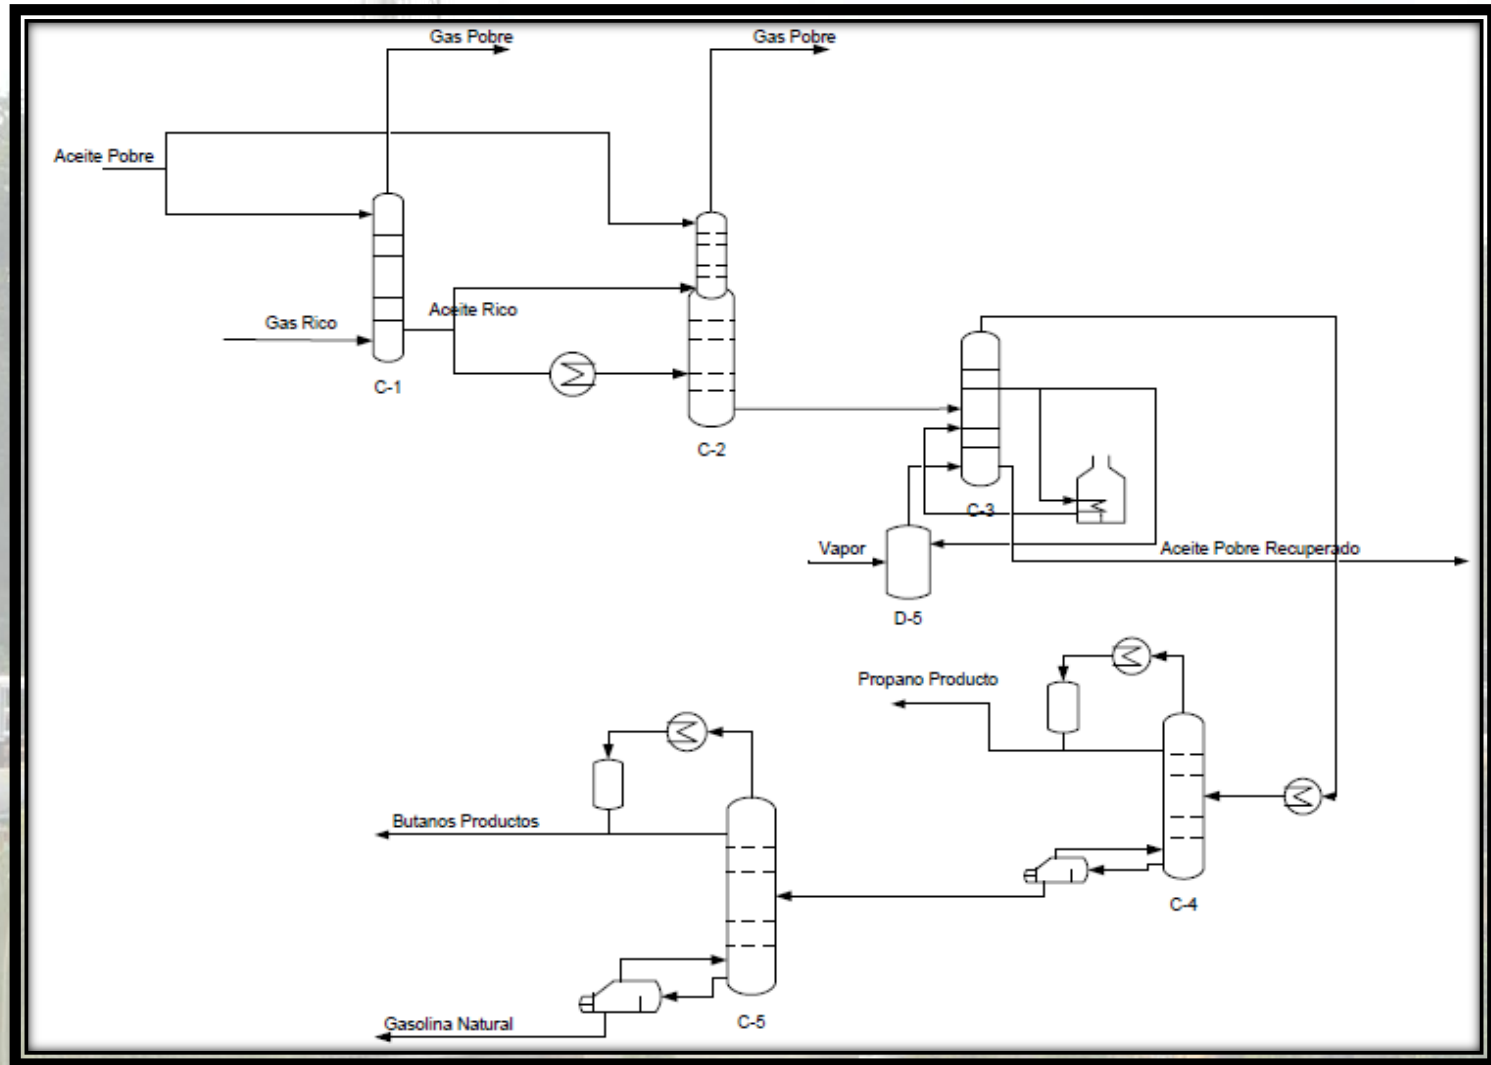 Gas Pobre
Gas Pobre
Aceite Pobre
Aceite Rico
Gas Rico
C-1
C-2
C-3
Vapor
Aceite Pobre Recuperado
D-5
Propano Producto
Butanos Productos
C-4
Gasolina Natural
C-5